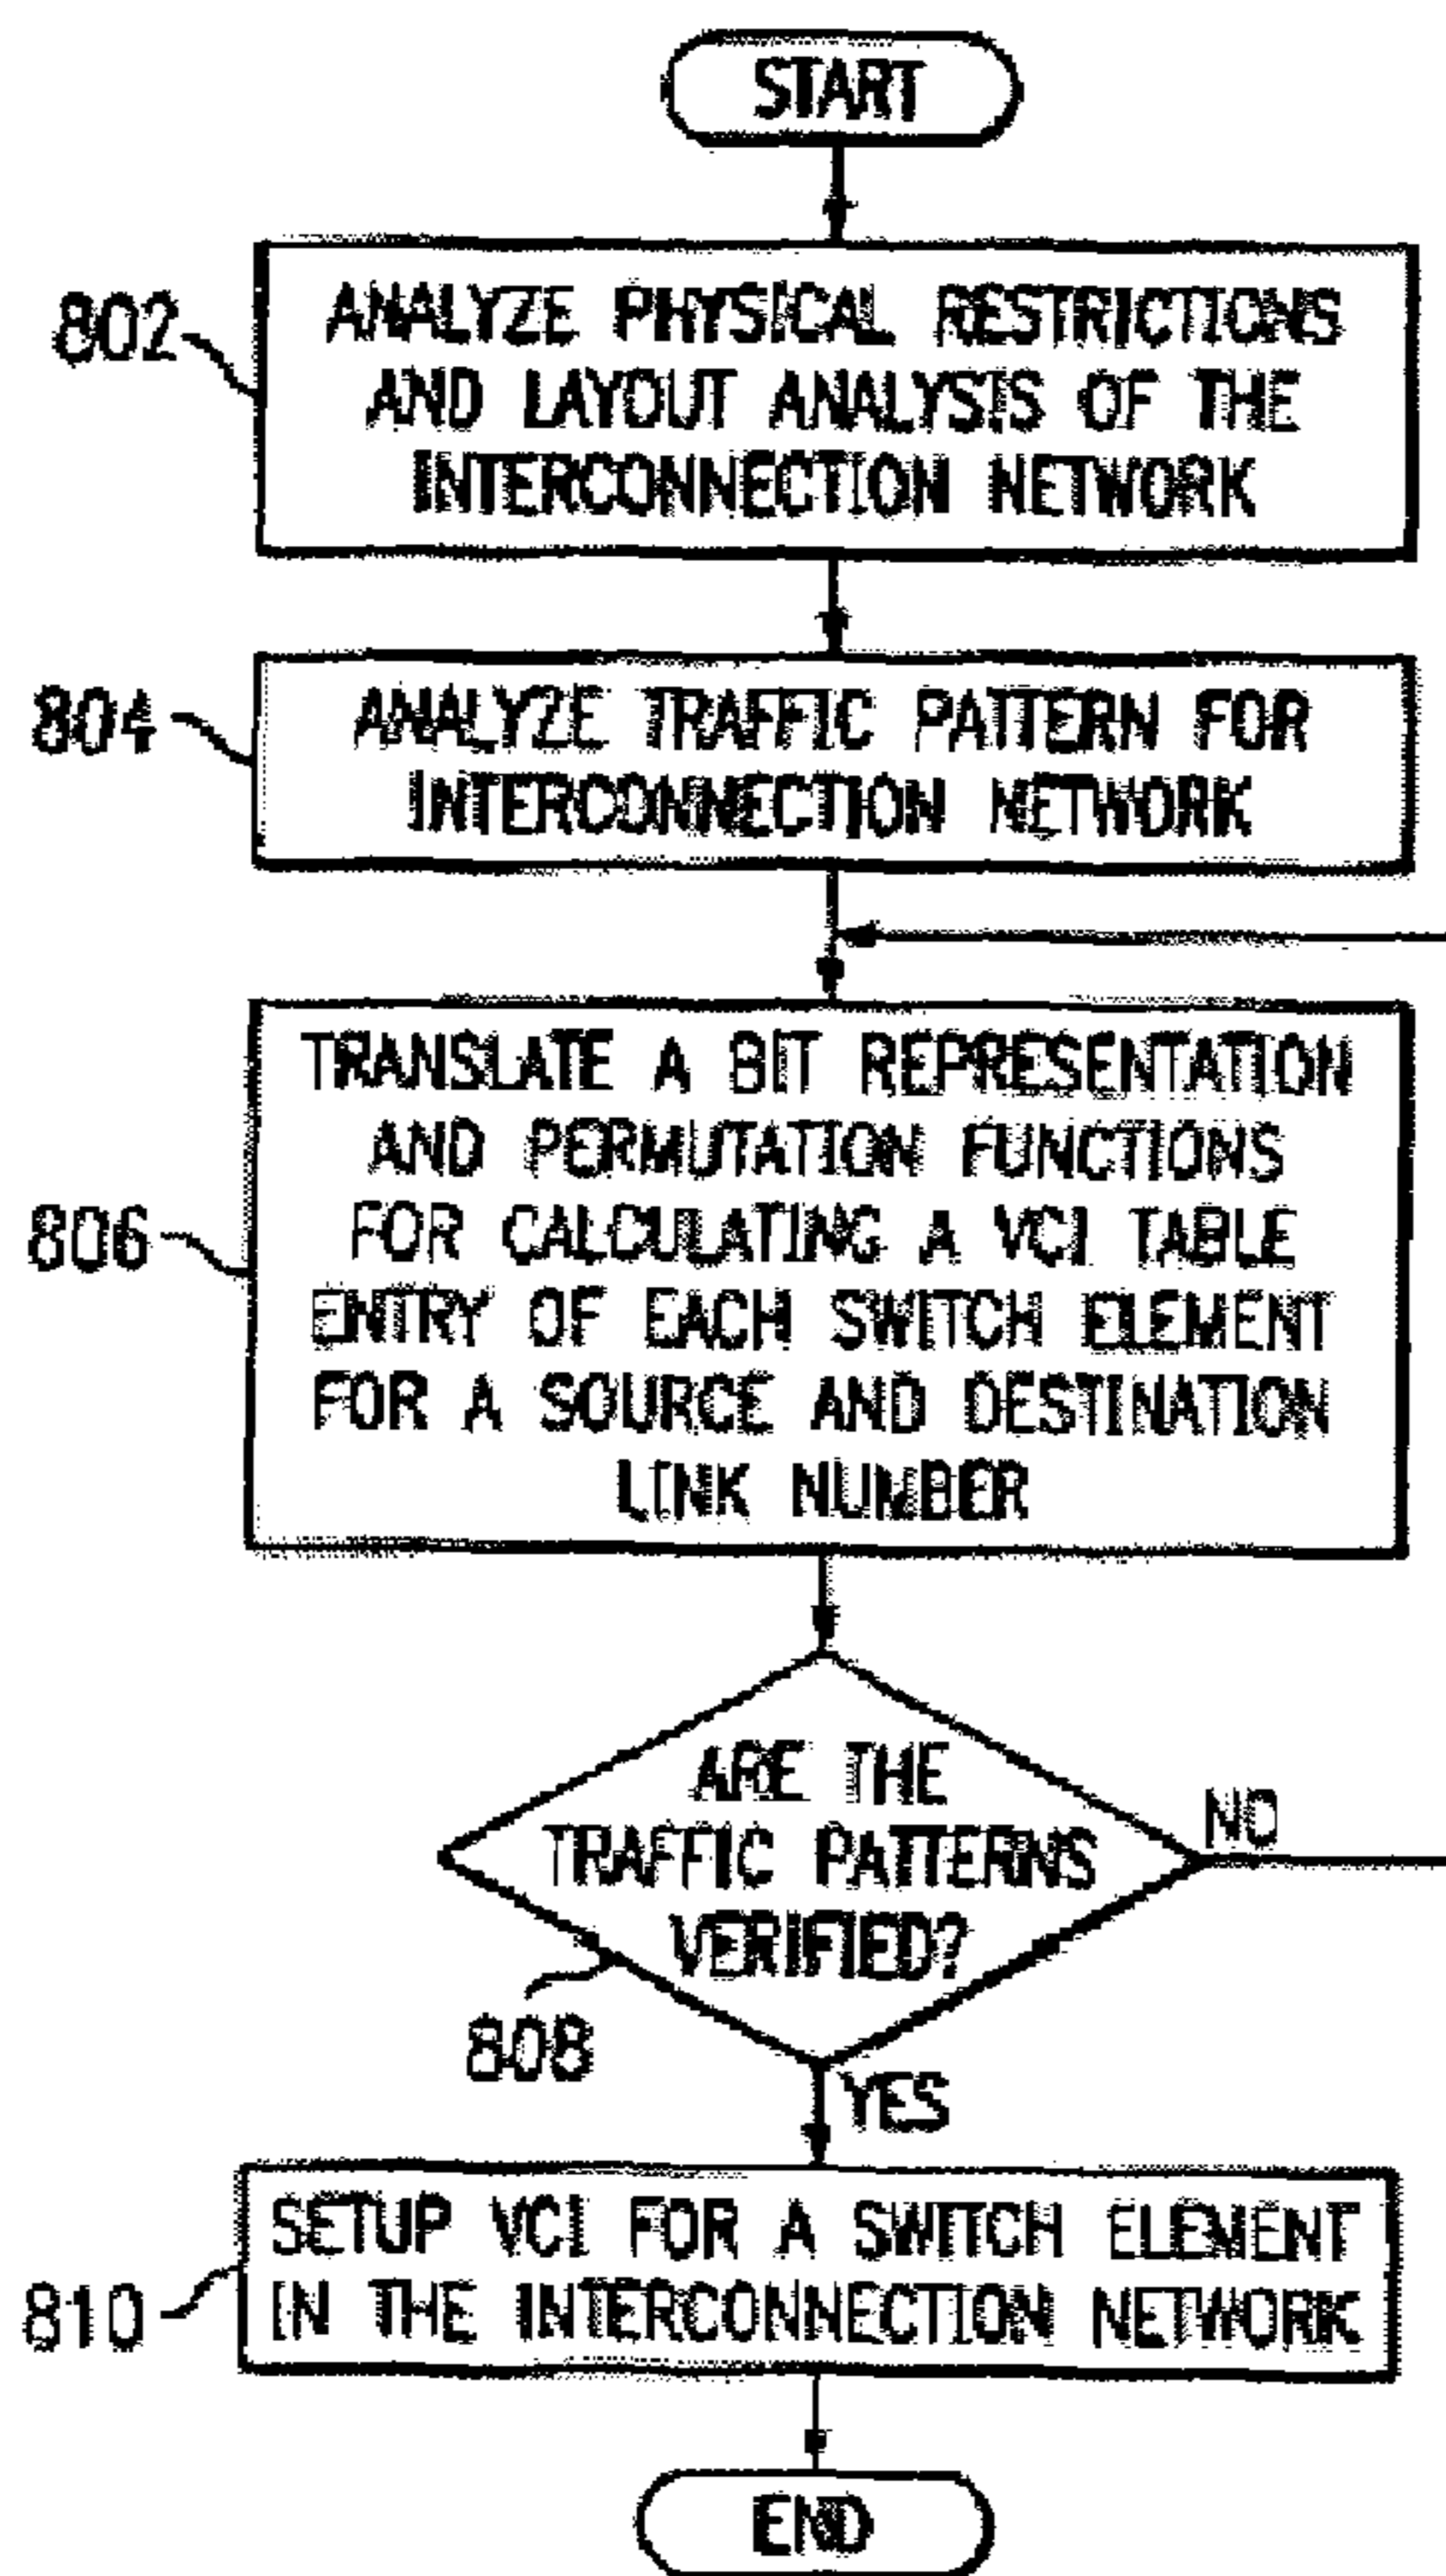 START
802
ANALYZE PHYSICAL RESTRICTIONS
AND LAYOUT ANALYSIS OF THE
INTERCONNECTION NETWORK
804
ANALYZE TRAFFIC PATTERN FOR
INTERCONNECTION NETWORK
806
TRANSLATE A BIT REPRESENTATION
AND PERMUTATION FUNCTIONS
FOR CALCULATING A VCI TABLE
ENTRY OF EACH SWITCH ELEMENT
FOR A SOURCE AND DESTINATION
LINK NUMBER
ARE THE
TRAFFIC PATTERNS
VERIFIED?
NO
808
YES
SETUP VCI FOR A SWITCH ELEMENT
IN THE INTERCONNECTION NETWORK
810
END